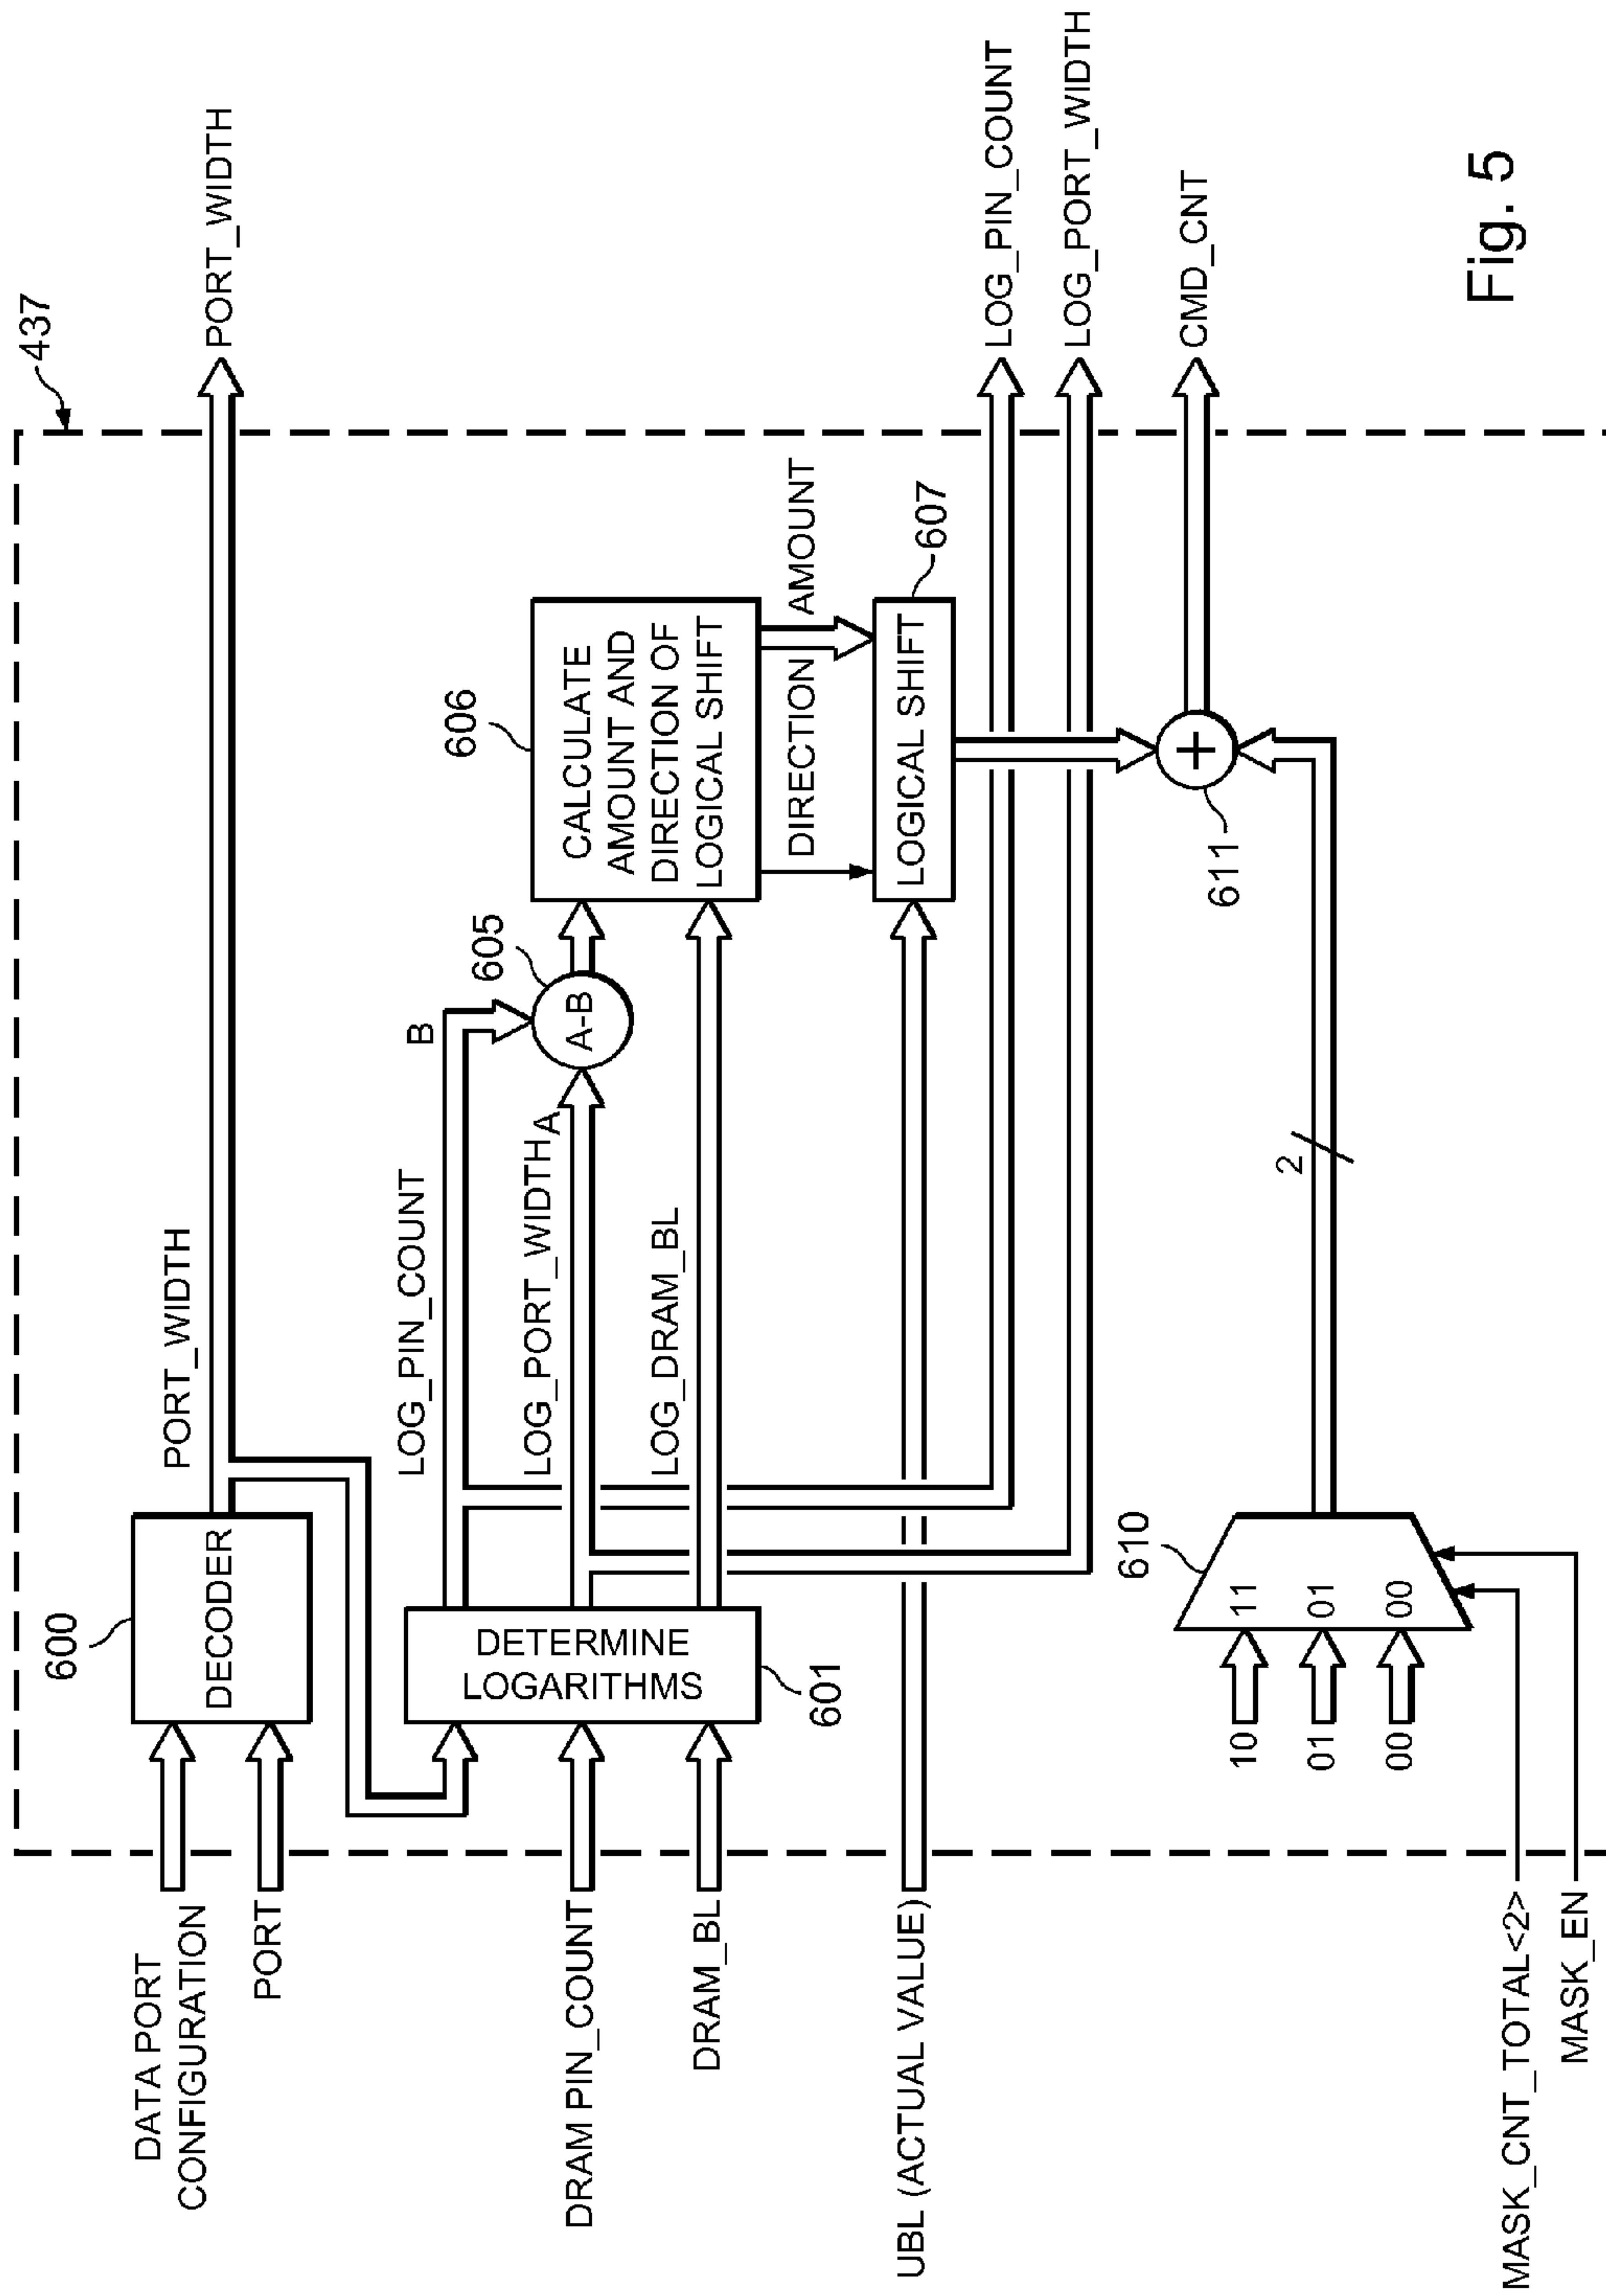 437
PORT_WIDTH
PORT_WIDTH
600
DECODER
DATA PORT
CONFIGURATION
PORT
LOG_PIN_COUNT
B
605
A-B
606
CALCULATE
AMOUNT AND
DIRECTION OF
LOGICAL SHIFT
LOG_PORT_WIDTH
A
DETERMINE
LOGARITHMS
601
DRAM PIN_COUNT
LOG_DRAM_BL
DRAM_BL
DIRECTION
AMOUNT
607
LOGICAL SHIFT
UBL (ACTUAL VALUE)
LOG_PIN_COUNT
LOG_PORT_WIDTH
CMD_CNT
+
611
610
2
10
11
01
01
00
00
MASK_CNT_TOTAL<2>
MASK_EN
Fig. 5